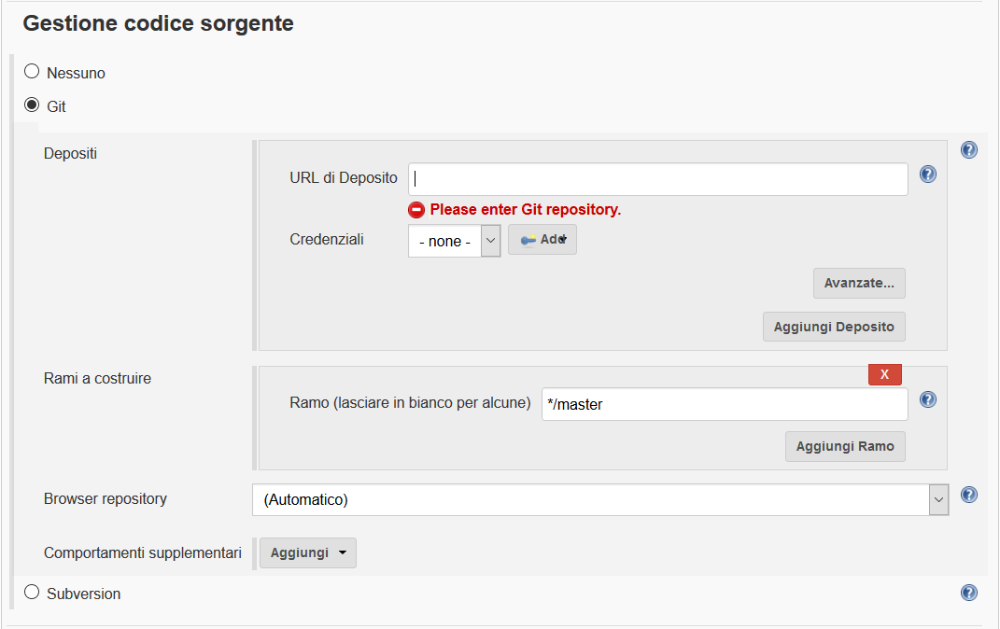 Gestione codice sorgente
Nessuno
Git
Depositi
URL di Deposito
Please enter Git repository.
Credenziali
- none -
Add
Avanzate...
Aggiungi Deposito
Rami a costruire
X
Ramo (lasciare in bianco per alcune)
*/master
Aggiungi Ramo
Browser repository
(Automatico)
Comportamenti supplementari
Aggiungi
Subversion